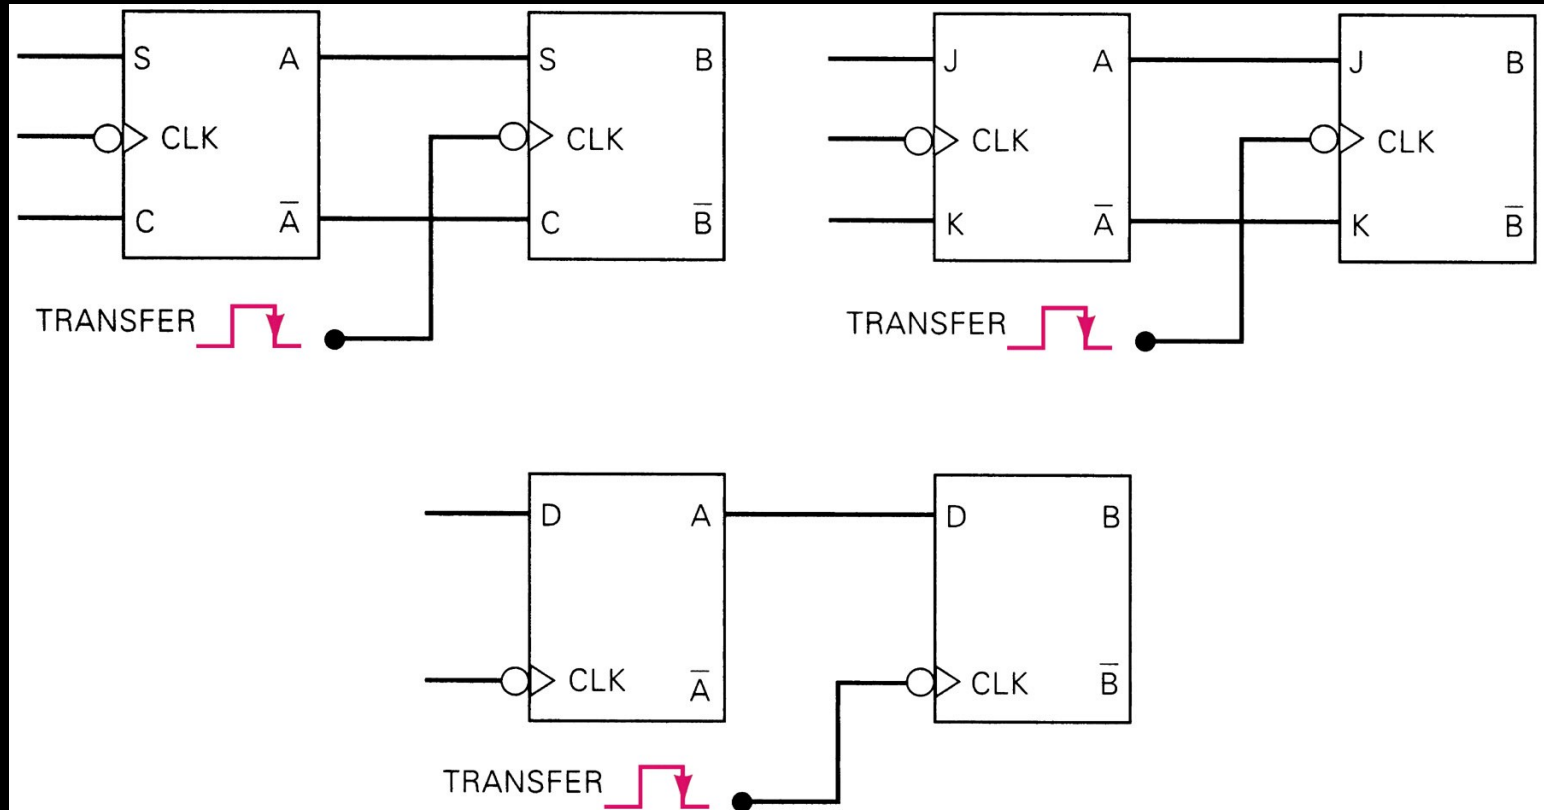 S A S B
CLK CLK
C A̅ C B̅
TRANSFER
J A J B
CLK CLK
K A̅ K B̅
TRANSFER
D A D B
CLK A̅ CLK B̅
TRANSFER